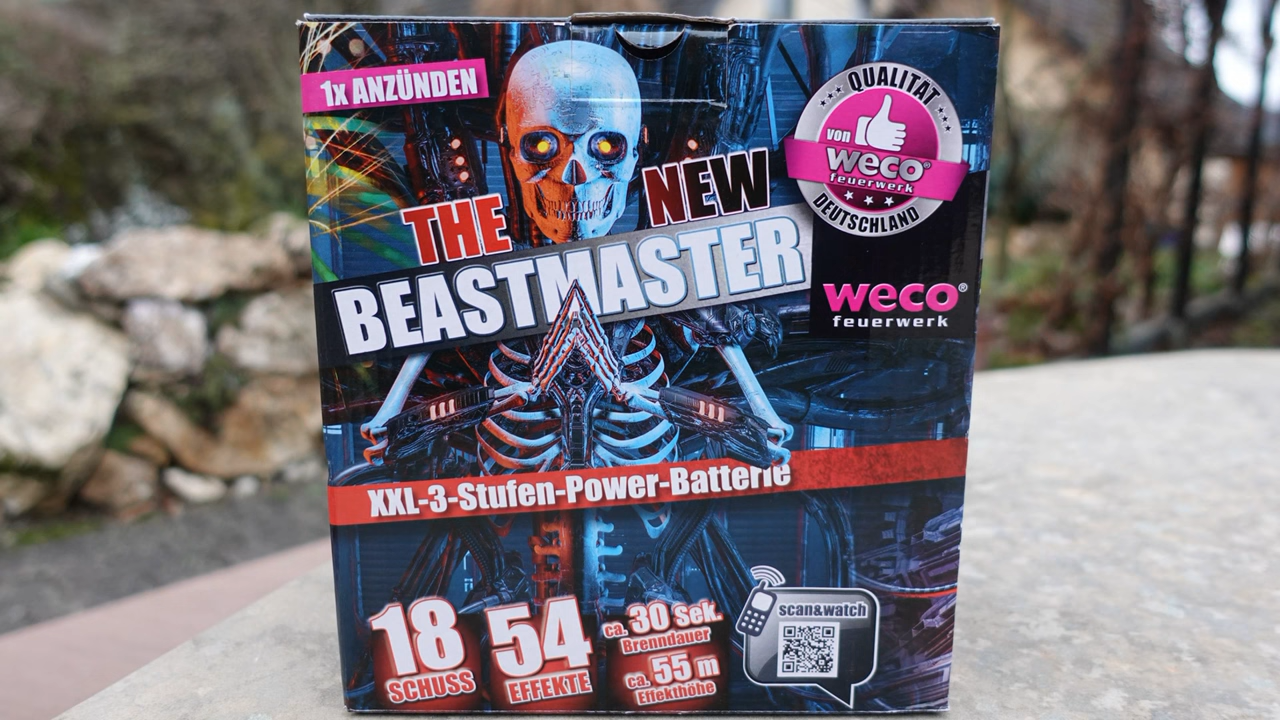 1x ANZÜNDEN
QUALITÄT
von
weco®
feuerwerk
DEUTSCHLAND
THE NEW
BEASTMASTER
weco®
feuerwerk
XXL-3-Stufen-Power-Batterie
18
SCHUSS
54
EFFEKTE
ca. 30 Sek.
Brenndauer
ca. 55 m
Effekthöhe
scan&watch